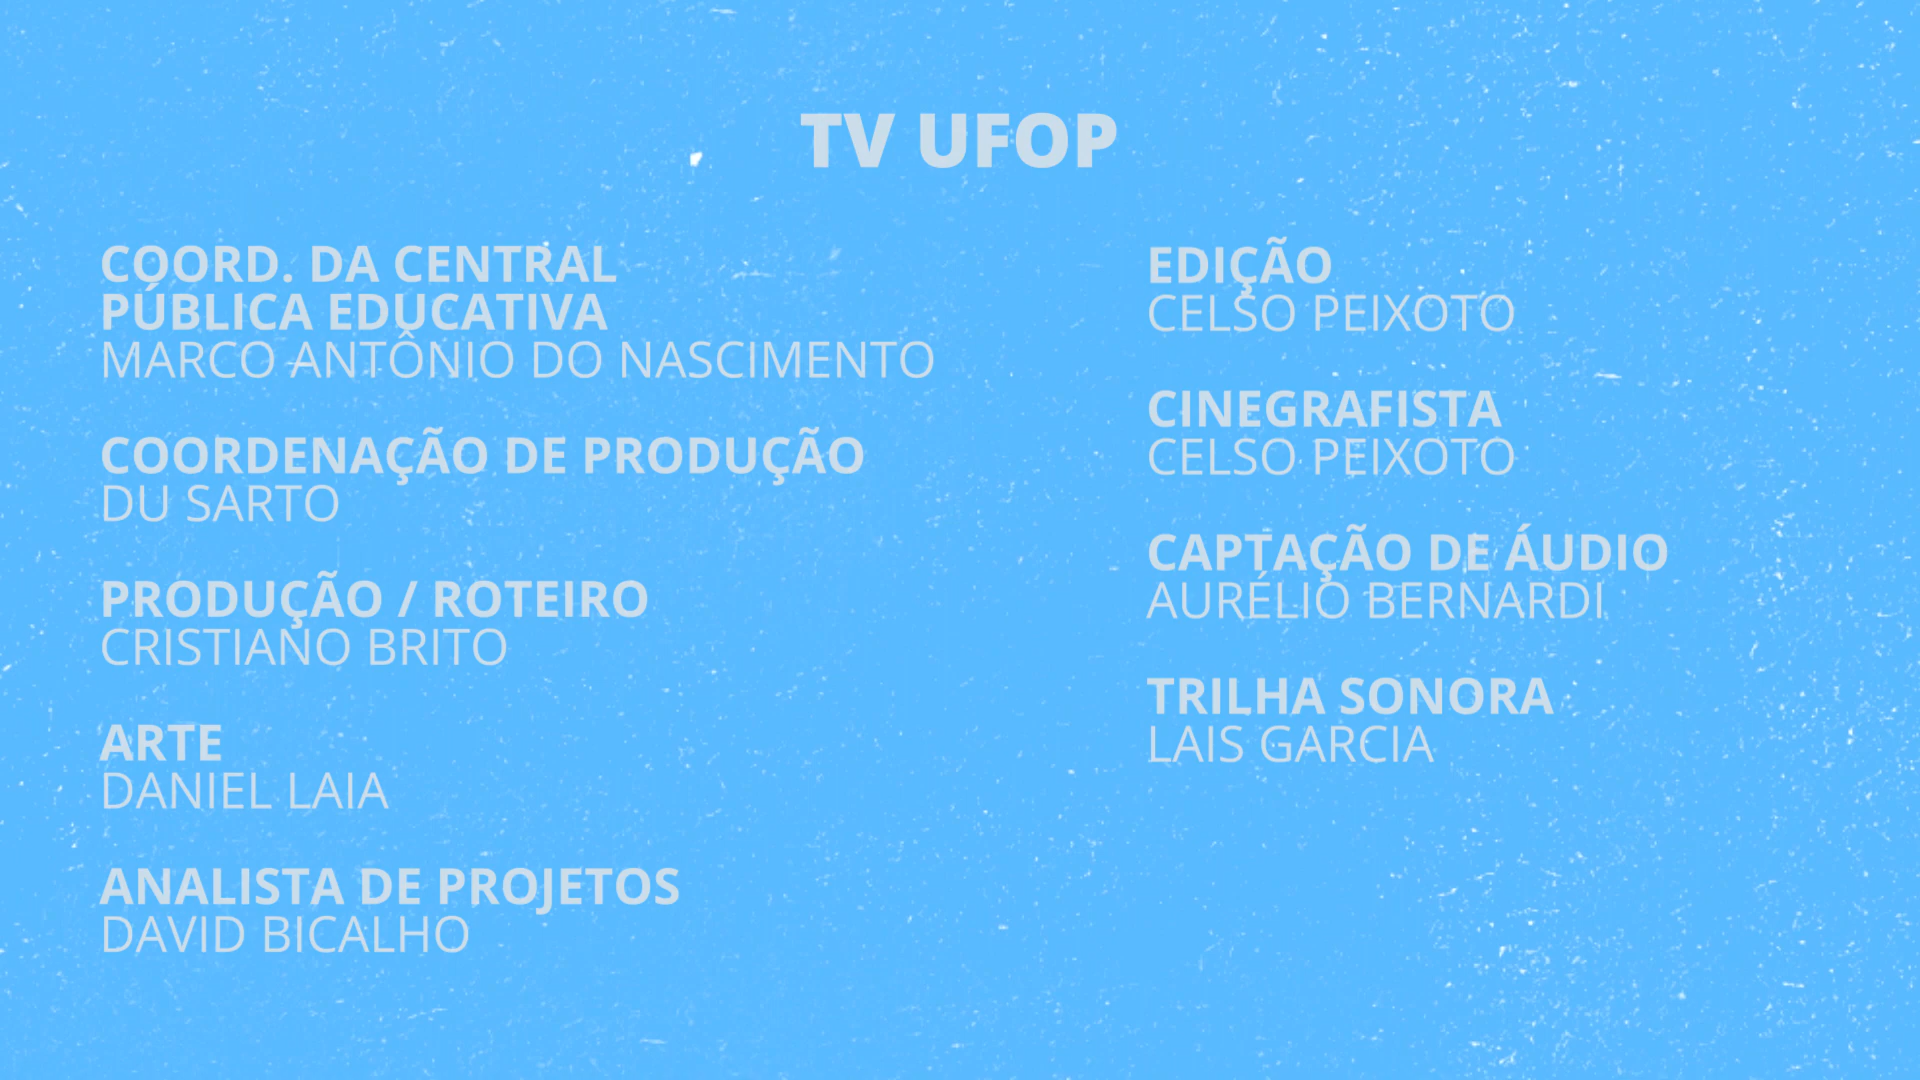 TV UFOP
COORD. DA CENTRAL
PÚBLICA EDUCATIVA
MARCO ANTÔNIO DO NASCIMENTO
COORDENAÇÃO DE PRODUÇÃO
DU SARTO
PRODUÇÃO / ROTEIRO
CRISTIANO BRITO
ARTE
DANIEL LAIA
ANALISTA DE PROJETOS
DAVID BICALHO
EDIÇÃO
CELSO PEIXOTO
CINEGRAFISTA
CELSO PEIXOTO
CAPTAÇÃO DE ÁUDIO
AURÉLIO BERNARDI
TRILHA SONORA
LAIS GARCIA